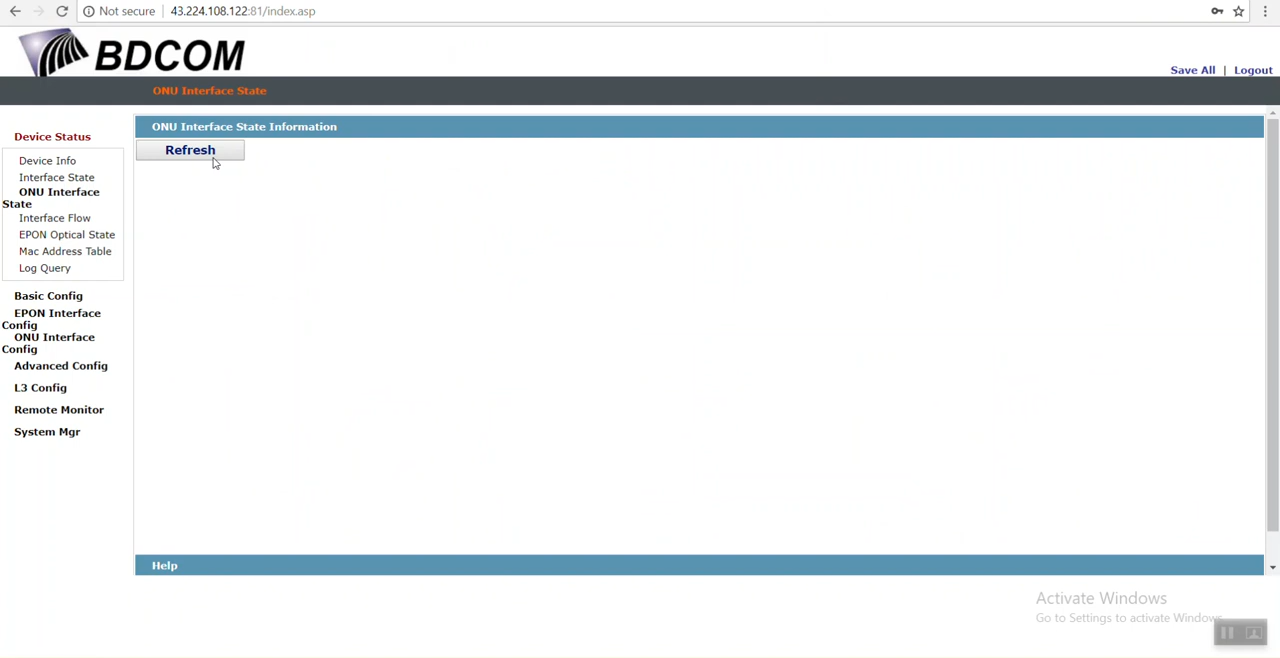 Not secure | 43.224.108.122:81/index.asp
BDCOM
Save All | Logout
ONU Interface State
Device Status
Device Info
Interface State
ONU Interface
State
Interface Flow
EPON Optical State
Mac Address Table
Log Query
Basic Config
EPON Interface
Config
ONU Interface
Config
Advanced Config
L3 Config
Remote Monitor
System Mgr
ONU Interface State Information
Refresh
Help
Activate Windows
Go to Settings to activate Windows.